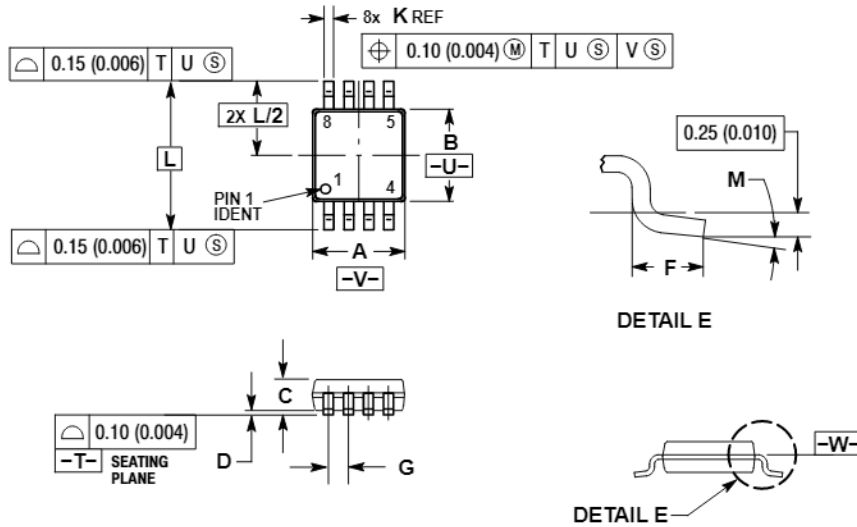 8x K REF
0.15 (0.006) T U Ⓢ
⌖ 0.10 (0.004) Ⓜ T U Ⓢ V Ⓢ
2X L/2
8 5
L
B
-U-
0.25 (0.010)
M
PIN 1
IDENT
1
4
0.15 (0.006) T U Ⓢ
A
-V-
F
DETAIL E
C
0.10 (0.004)
-T- SEATING
PLANE
D
G
-W-
DETAIL E